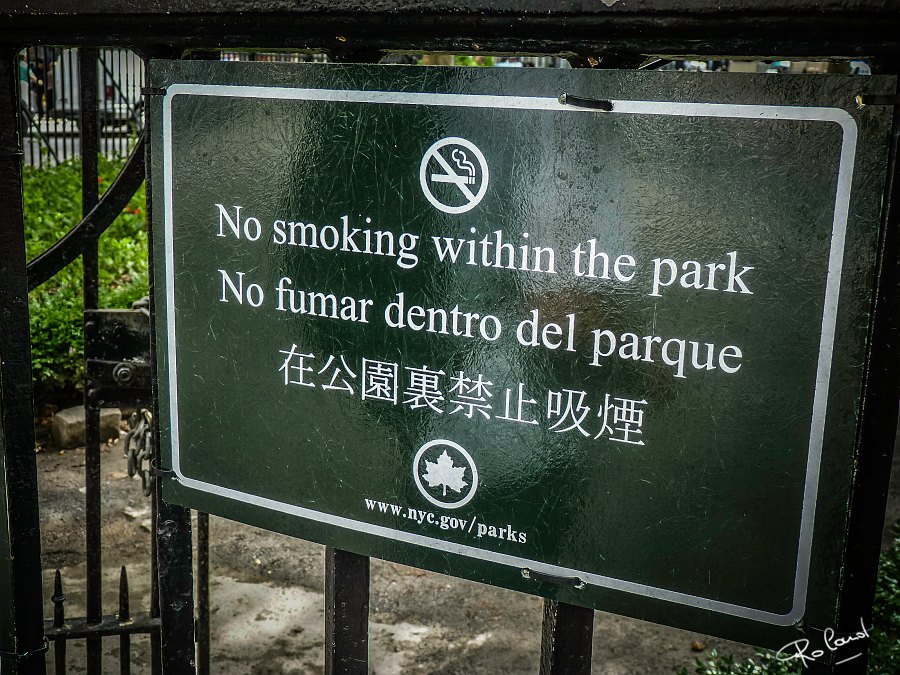 No smoking within the park
No fumar dentro del parque
在公園裏禁止吸煙
www.nyc.gov/parks
Roland